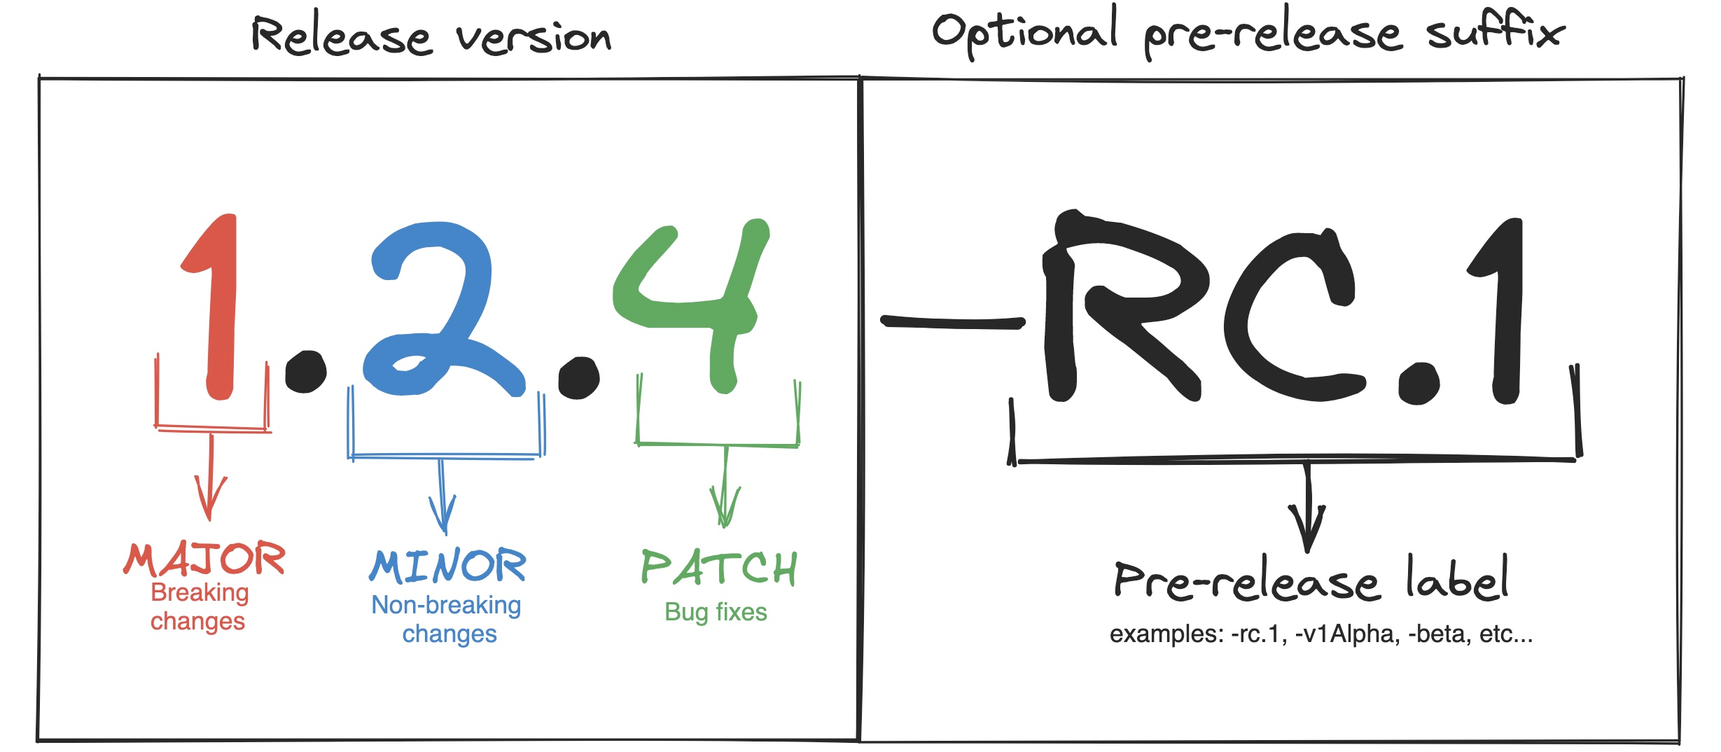 Release version
Optional pre-release suffix
1.2.4
-RC.1
MAJOR
Breaking
changes
MINOR
Non-breaking
changes
PATCH
Bug fixes
Pre-release label
examples: -rc.1, -v1Alpha, -beta, etc...